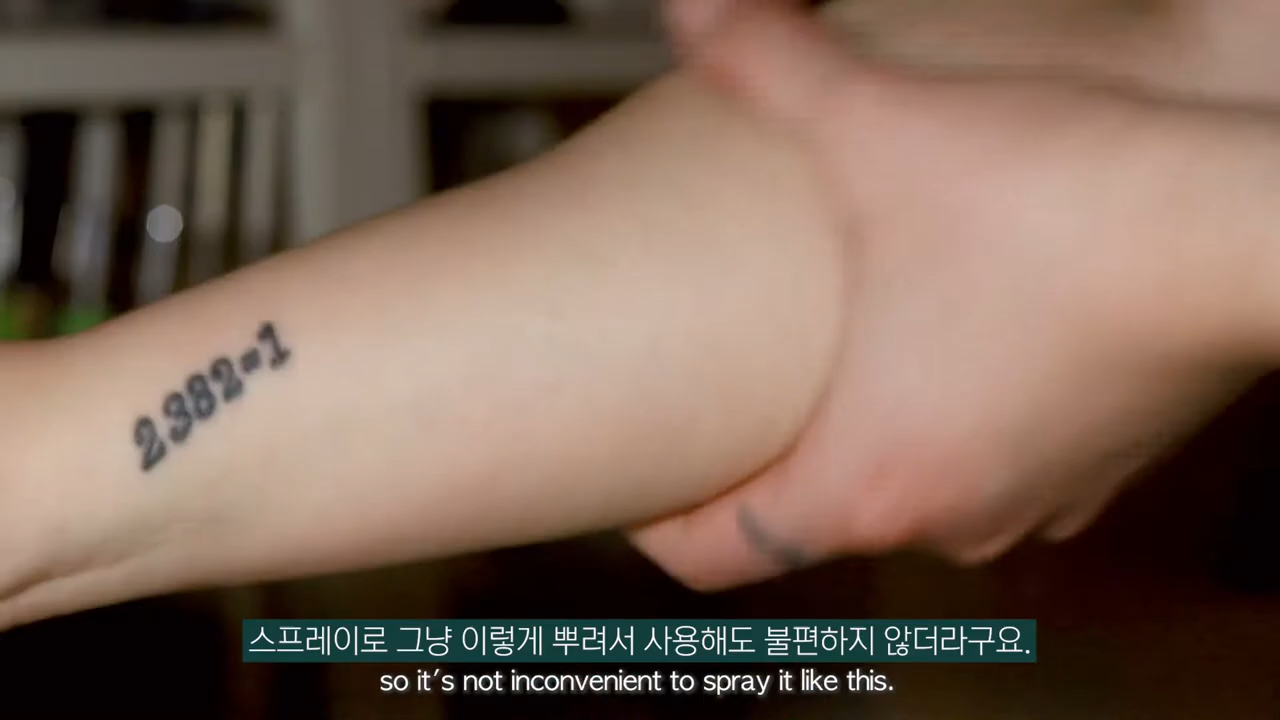 2382=1
스프레이로 그냥 이렇게 뿌려서 사용해도 불편하지 않더라구요.
so it's not inconvenient to spray it like this.